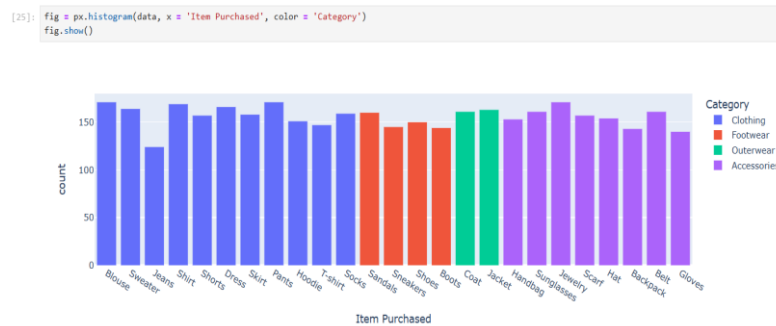 [25]: fig = px.histogram(data, x = 'Item Purchased', color = 'Category')
fig.show()
Category
Clothing
Footwear
Outerwear
Accessories
count
150
100
50
0
Blouse
Sweater
Jeans
Shirt
Shorts
Dress
Skirt
Pants
Hoodie
T-shirt
Socks
Sandals
Sneakers
Shoes
Boots
Coat
Jacket
Handbag
Sunglasses
Jewelry
Scarf
Hat
Backpack
Belt
Gloves
Item Purchased